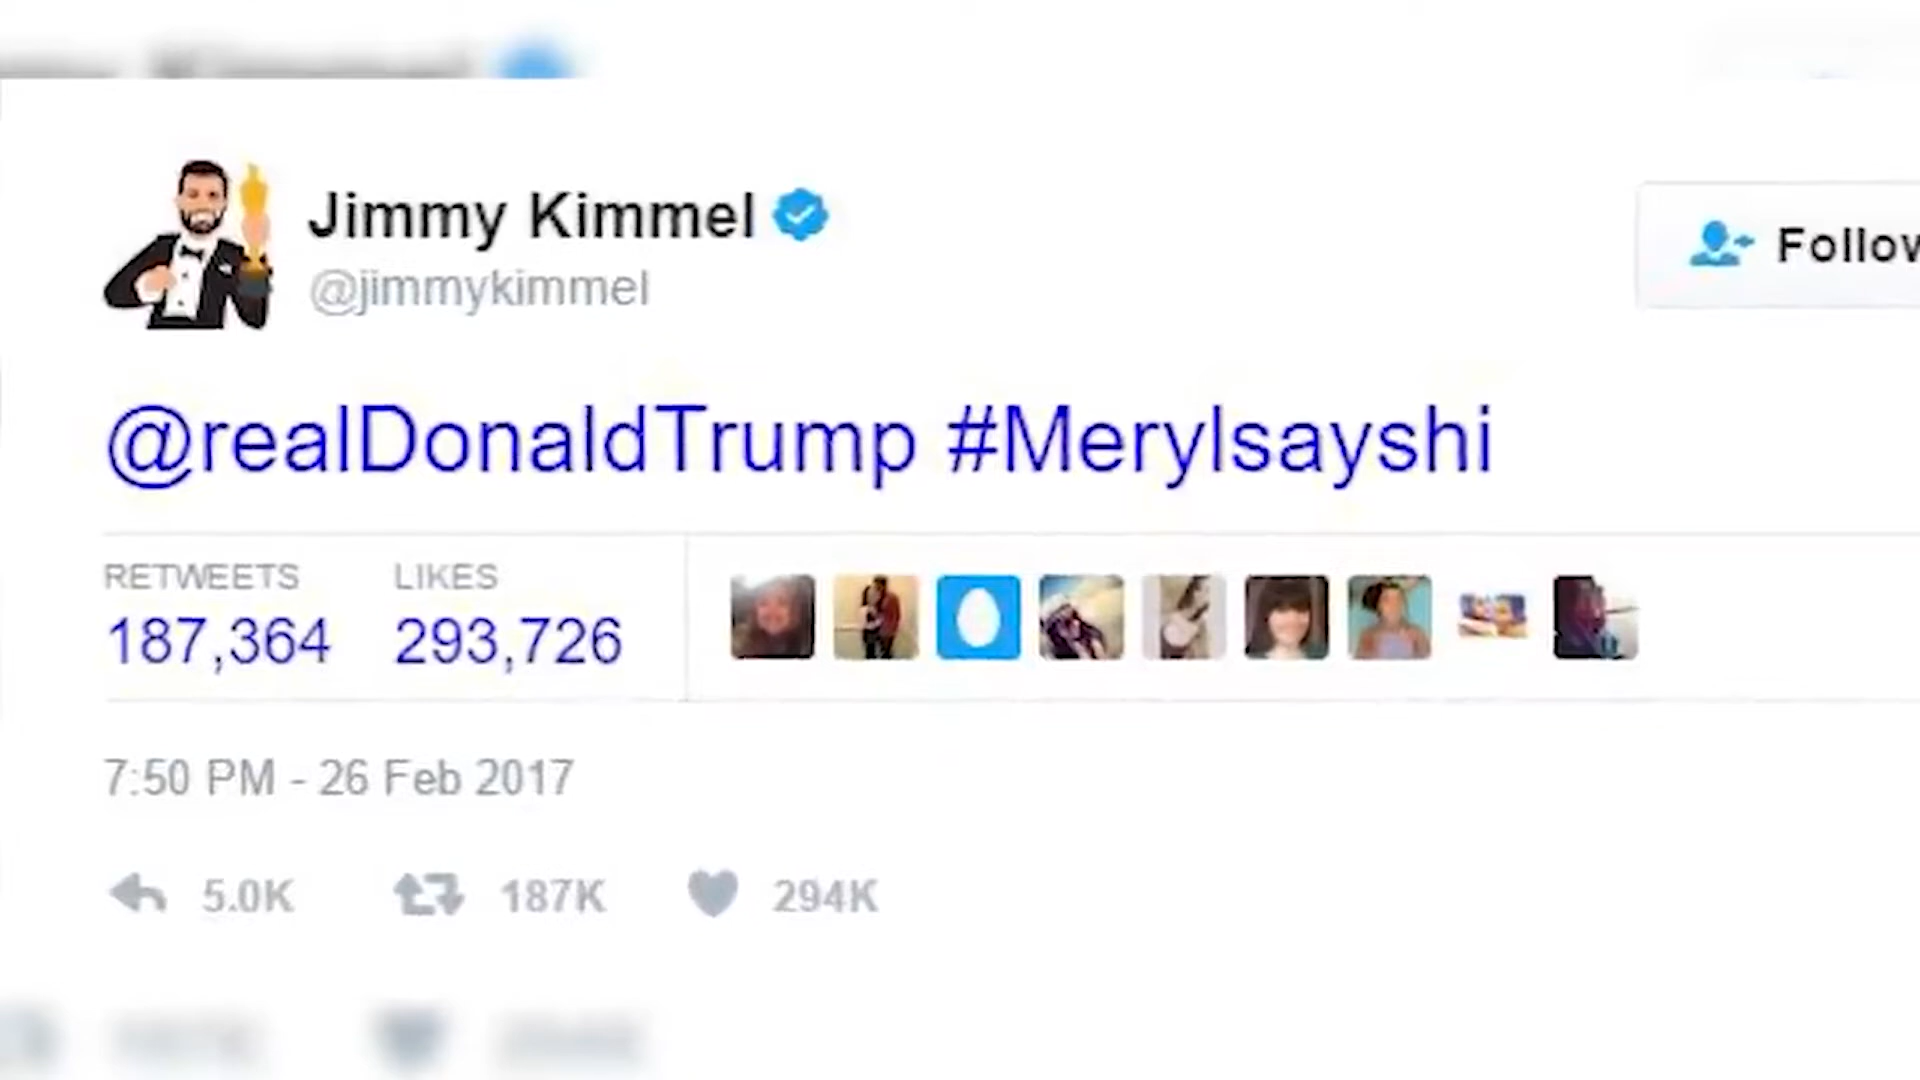 Jimmy Kimmel
@jimmykimmel
Follow
@realDonaldTrump #Merylsayshi
RETWEETS LIKES
187,364 293,726
7:50 PM - 26 Feb 2017
5.0K 187K 294K